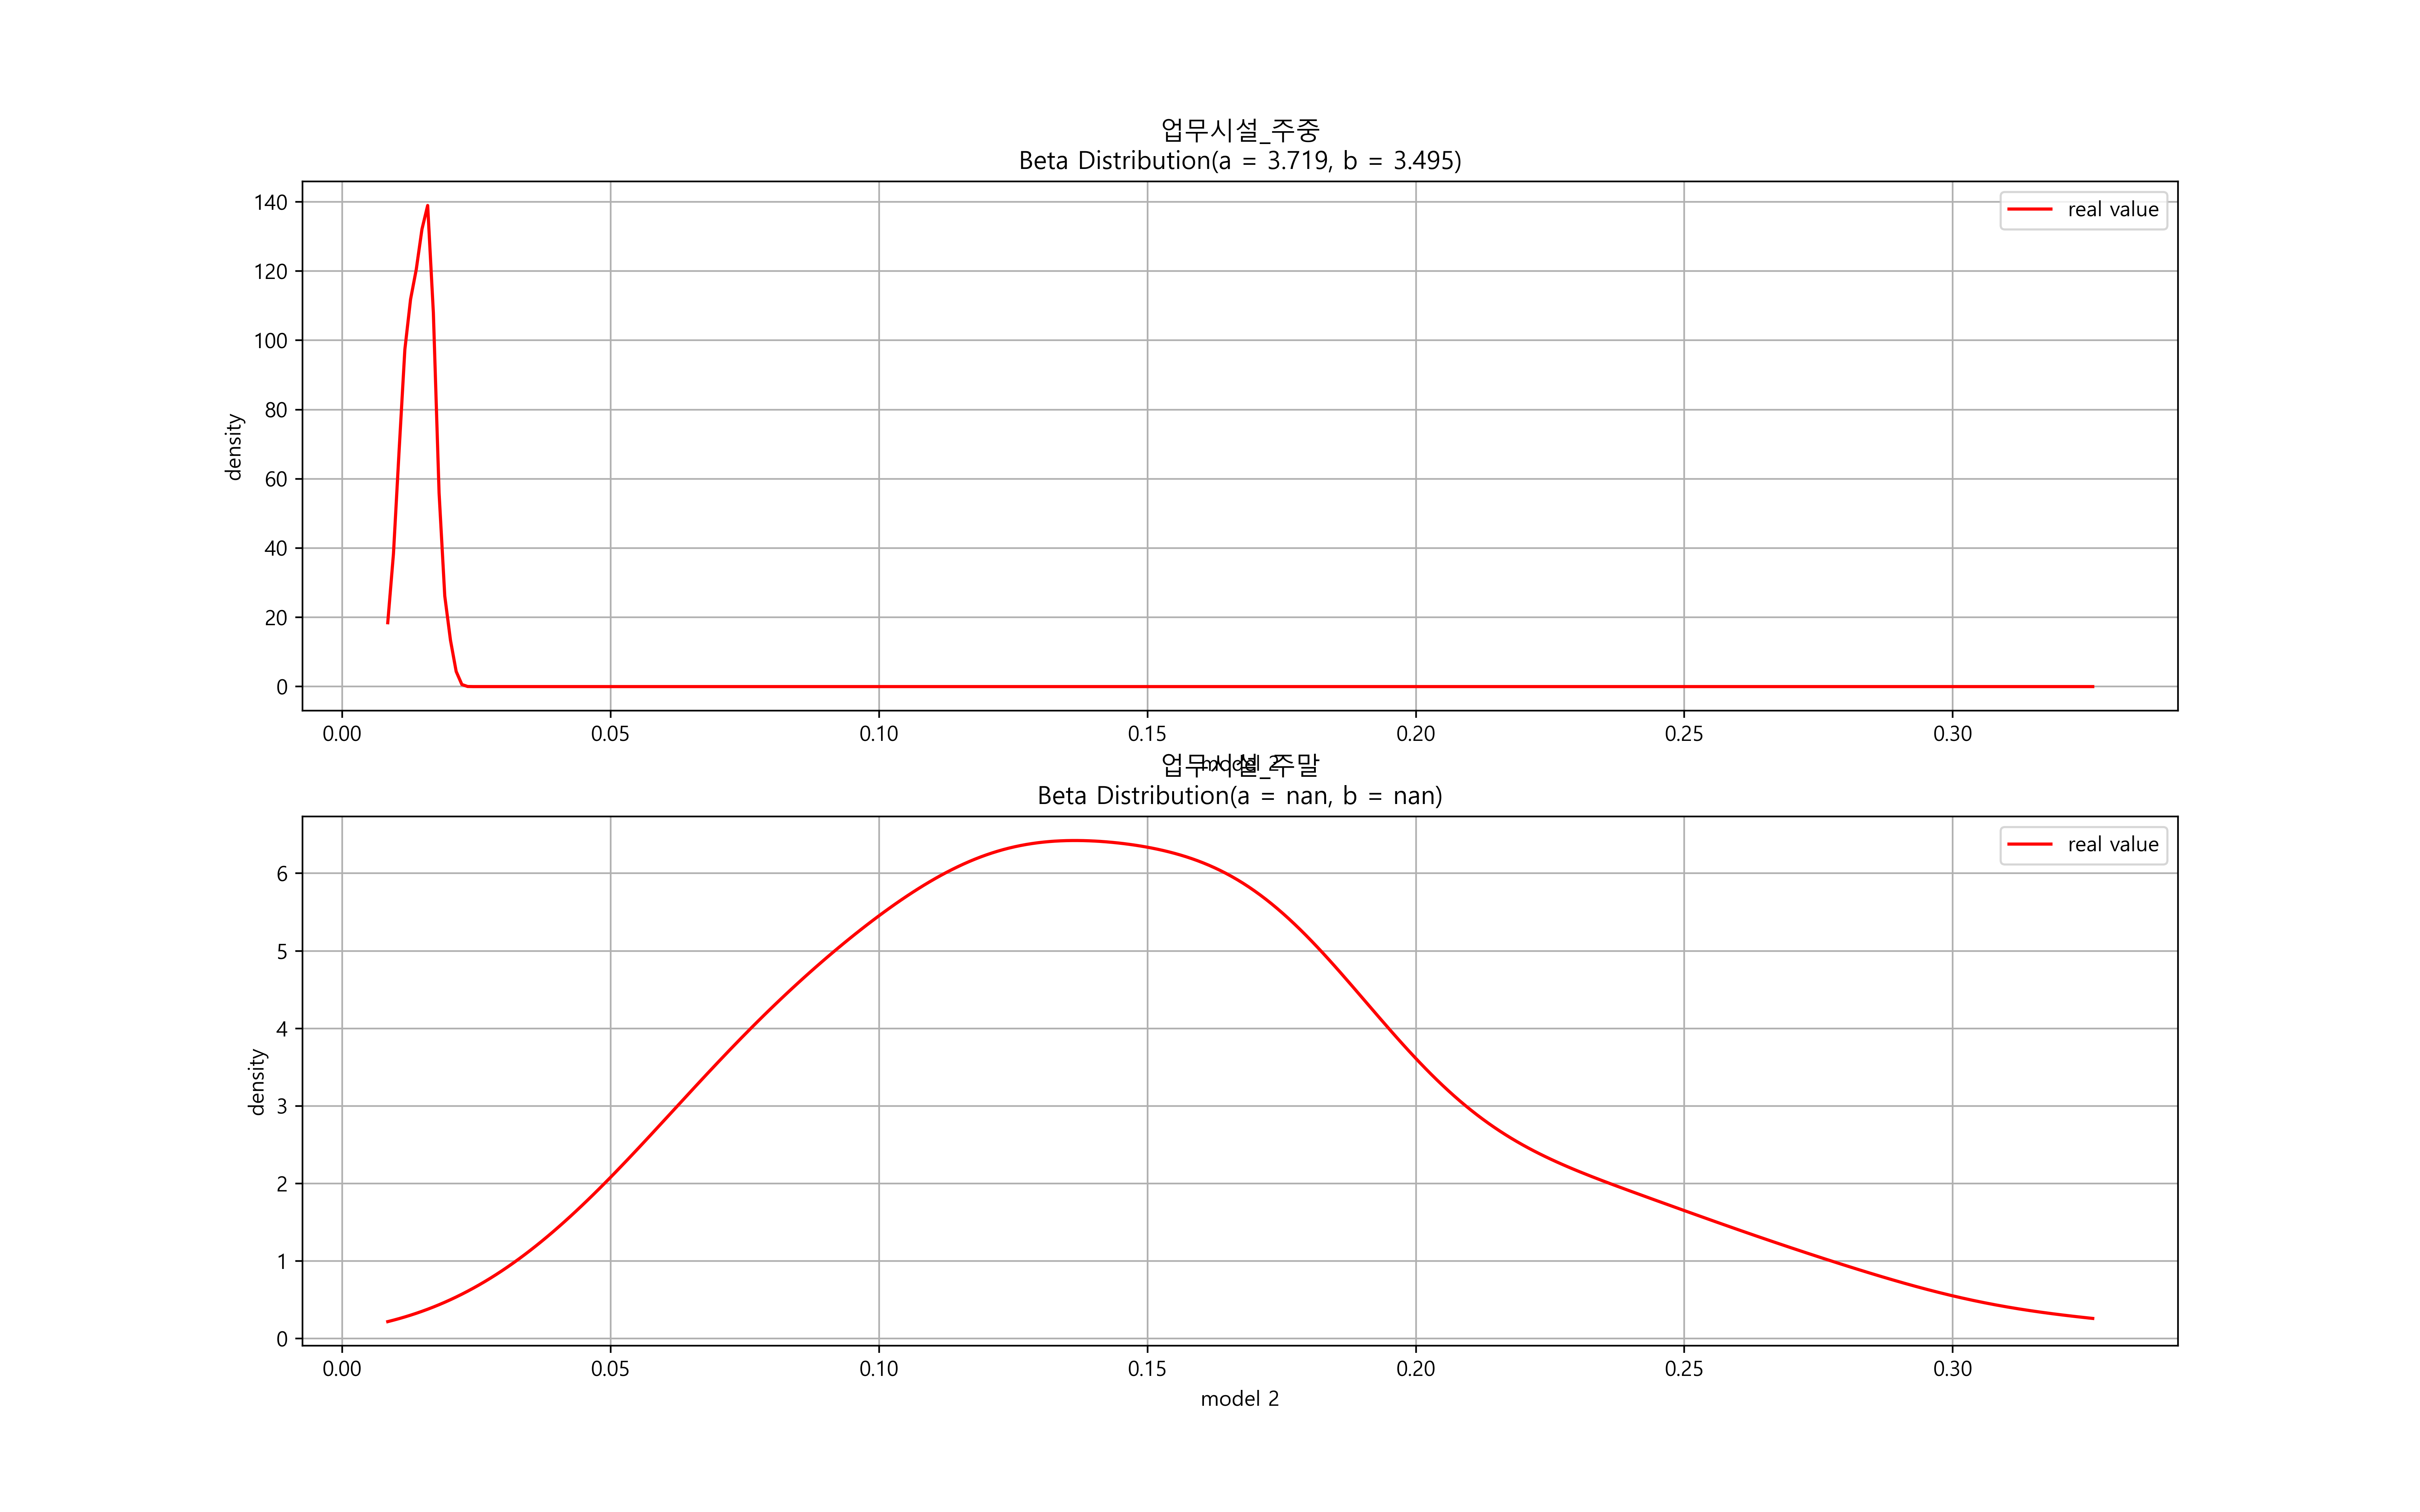 업무시설_주중
Beta Distribution(a = 3.719, b = 3.495)
real value
140
120
100
80
60
40
20
0
density
0.00 0.05 0.10 0.15 0.20 0.25 0.30
model 2
업무시설_주말
Beta Distribution(a = nan, b = nan)
real value
6
5
4
3
2
1
0
density
0.00 0.05 0.10 0.15 0.20 0.25 0.30
model 2